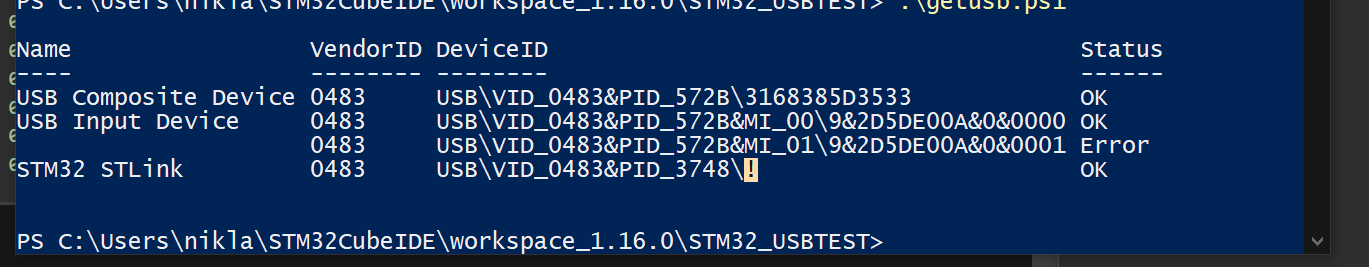 PS C:\Users\nikla\STM32CubeIDE\workspace_1.16.0\STM32_USBTEST> .\getusb.ps1
Name VendorID DeviceID Status
---- -------- -------- ------
USB Composite Device 0483 USB\VID_0483&PID_572B\3168385D3533 OK
USB Input Device 0483 USB\VID_0483&PID_572B&MI_00\9&2D5DE00A&0&0000 OK
0483 USB\VID_0483&PID_572B&MI_01\9&2D5DE00A&0&0001 Error
STM32 STLink 0483 USB\VID_0483&PID_3748\! OK
PS C:\Users\nikla\STM32CubeIDE\workspace_1.16.0\STM32_USBTEST>